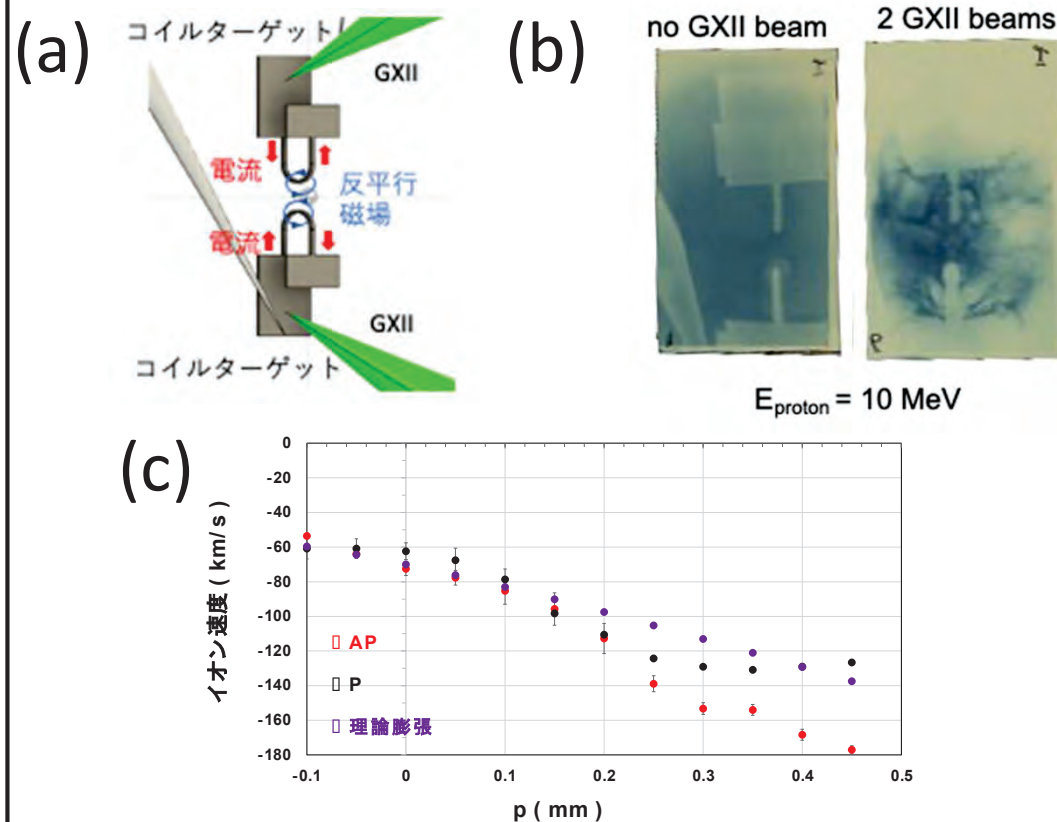 (a)
コイルターゲット
GXII
電流
反平行
磁場
電流
GXII
コイルターゲット
(b)
no GXII beam
2 GXII beams
I
I
P
E_proton = 10 MeV
(c)
イオン速度 ( km/s )
0
-20
-40
-60
-80
-100
-120
-140
-160
-180
▯ AP
▯ P
▯ 理論膨張
-0.1
0
0.1
0.2
0.3
0.4
0.5
p ( mm )